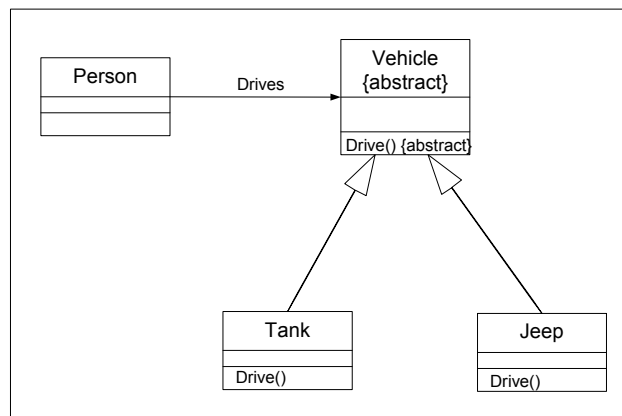 Person
Drives
Vehicle
{abstract}
Drive() {abstract}
Tank
Drive()
Jeep
Drive()